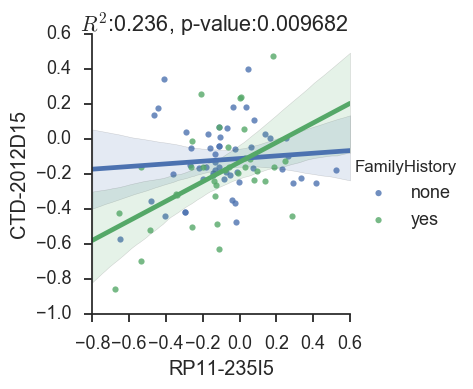 R²:0.236, p-value:0.009682
0.6
0.4
0.2
0.0
−0.2
−0.4
−0.6
−0.8
−1.0
CTD-2012D15
−0.8 −0.6 −0.4 −0.2 0.0 0.2 0.4 0.6
RP11-235I5
FamilyHistory
none
yes